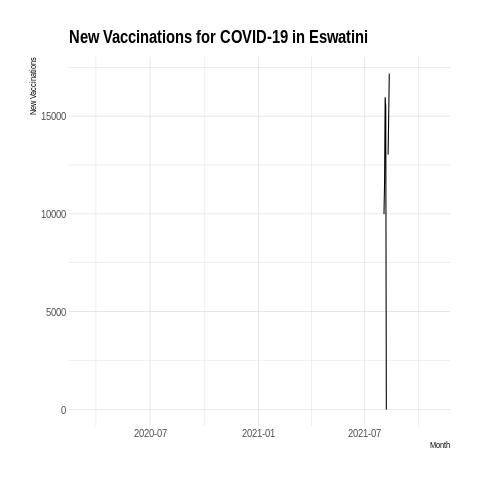 New Vaccinations for COVID-19 in Eswatini
New Vaccinations
15000
10000
5000
0
2020-07 2021-01 2021-07
Month